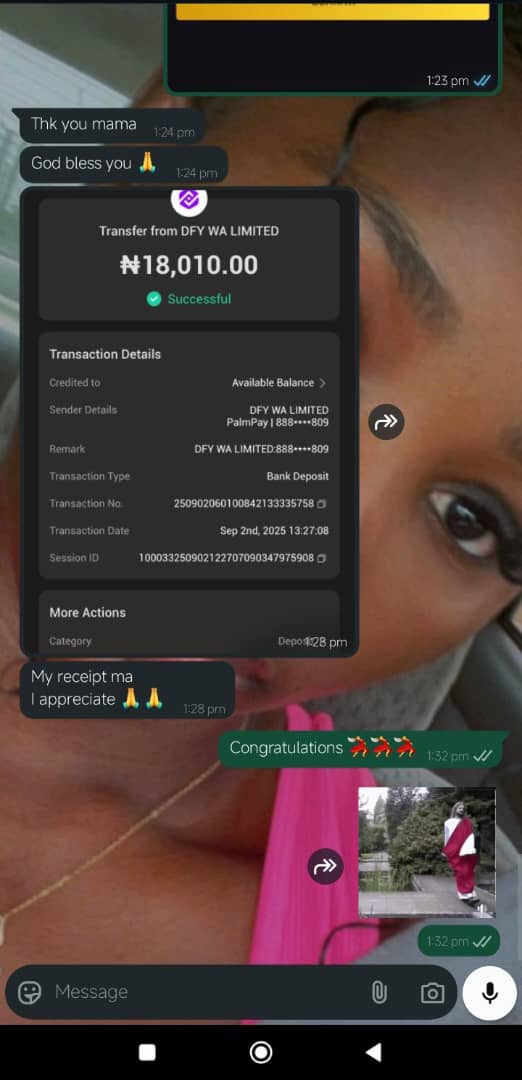 1:23 pm
Thk you mama 1:24 pm
God bless you 🙏 1:24 pm
Transfer from DFY WA LIMITED
₦18,010.00
Successful
Transaction Details
Credited to Available Balance
Sender Details DFY WA LIMITED
PalmPay | 888****809
Remark DFY WA LIMITED:888****809
Transaction Type Bank Deposit
Transaction No. 250902060100842133335758
Transaction Date Sep 2nd, 2025 13:27:08
Session ID 100033250902122707090347975908
More Actions
Category
1:28 pm
My receipt ma
I appreciate 🙏 🙏 1:28 pm
Congratulations 💃💃💃 1:32 pm
1:32 pm
Message